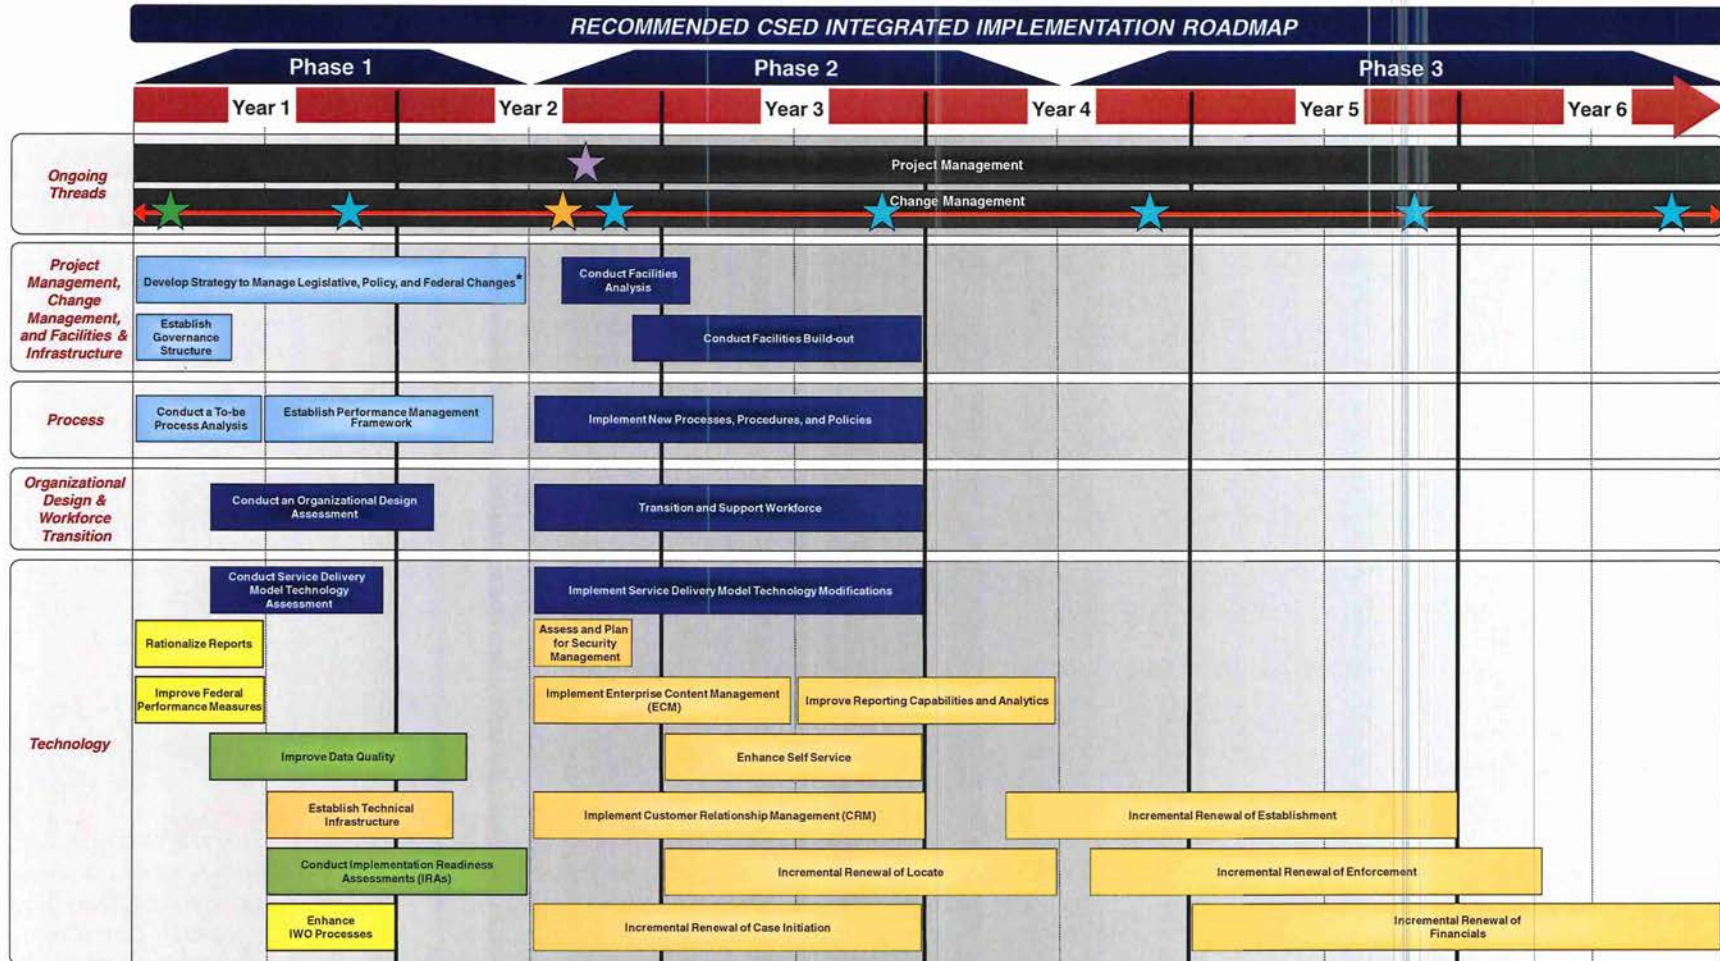 RECOMMENDED CSED INTEGRATED IMPLEMENTATION ROADMAP
Phase 1
Phase 2
Phase 3
Year 1
Year 2
Year 3
Year 4
Year 5
Year 6
Ongoing
Threads
Project Management
Change Management
Project
Management,
Change
Management,
and Facilities &
Infrastructure
Develop Strategy to Manage Legislative, Policy, and Federal Changes*
Conduct Facilities
Analysis
Establish
Governance
Structure
Conduct Facilities Build-out
Process
Conduct a To-be
Process Analysis
Establish Performance Management
Framework
Implement New Processes, Procedures, and Policies
Organizational
Design &
Workforce
Transition
Conduct an Organizational Design
Assessment
Transition and Support Workforce
Technology
Conduct Service Delivery
Model Technology
Assessment
Implement Service Delivery Model Technology Modifications
Rationalize Reports
Assess and Plan
for Security
Management
Improve Federal
Performance Measures
Implement Enterprise Content Management
(ECM)
Improve Reporting Capabilities and Analytics
Improve Data Quality
Enhance Self Service
Establish Technical
Infrastructure
Implement Customer Relationship Management (CRM)
Incremental Renewal of Establishment
Conduct Implementation Readiness
Assessments (IRAs)
Incremental Renewal of Locate
Incremental Renewal of Enforcement
Enhance
IWO Processes
Incremental Renewal of Case Initiation
Incremental Renewal of
Financials